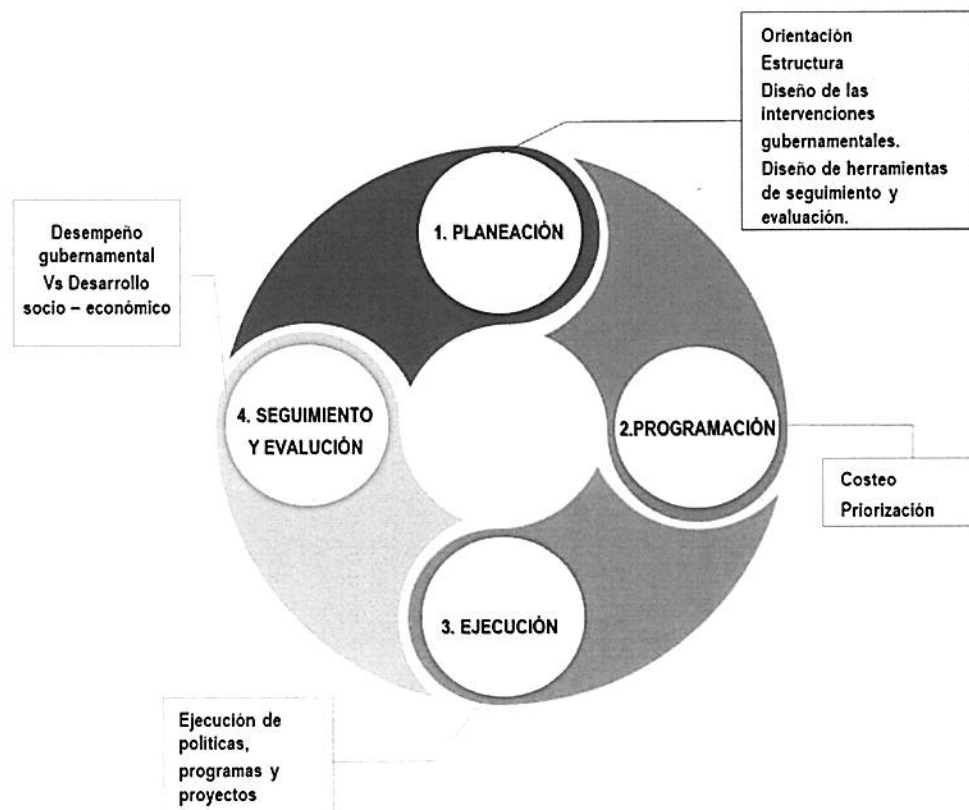 Orientación
Estructura
Diseño de las
intervenciones
gubernamentales.
Diseño de herramientas
de seguimiento y
evaluación.
1. PLANEACIÓN
Desempeño
gubernamental
Vs Desarrollo
socio – económico
4. SEGUIMIENTO
Y EVALUCIÓN
2.PROGRAMACIÓN
Costeo
Priorización
3. EJECUCIÓN
Ejecución de
políticas,
programas y
proyectos